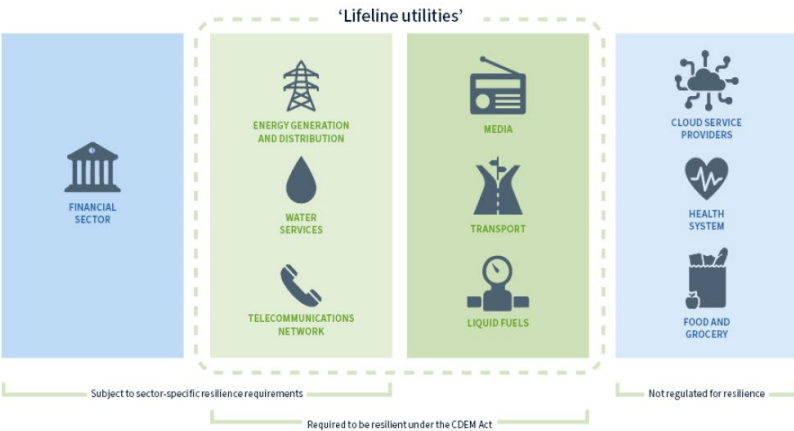 ‘Lifeline utilities’
FINANCIAL
SECTOR
ENERGY GENERATION
AND DISTRIBUTION
WATER
SERVICES
TELECOMMUNICATIONS
NETWORK
MEDIA
TRANSPORT
LIQUID FUELS
CLOUD SERVICE
PROVIDERS
HEALTH
SYSTEM
FOOD AND
GROCERY
Subject to sector-specific resilience requirements
Not regulated for resilience
Required to be resilient under the CDEM Act